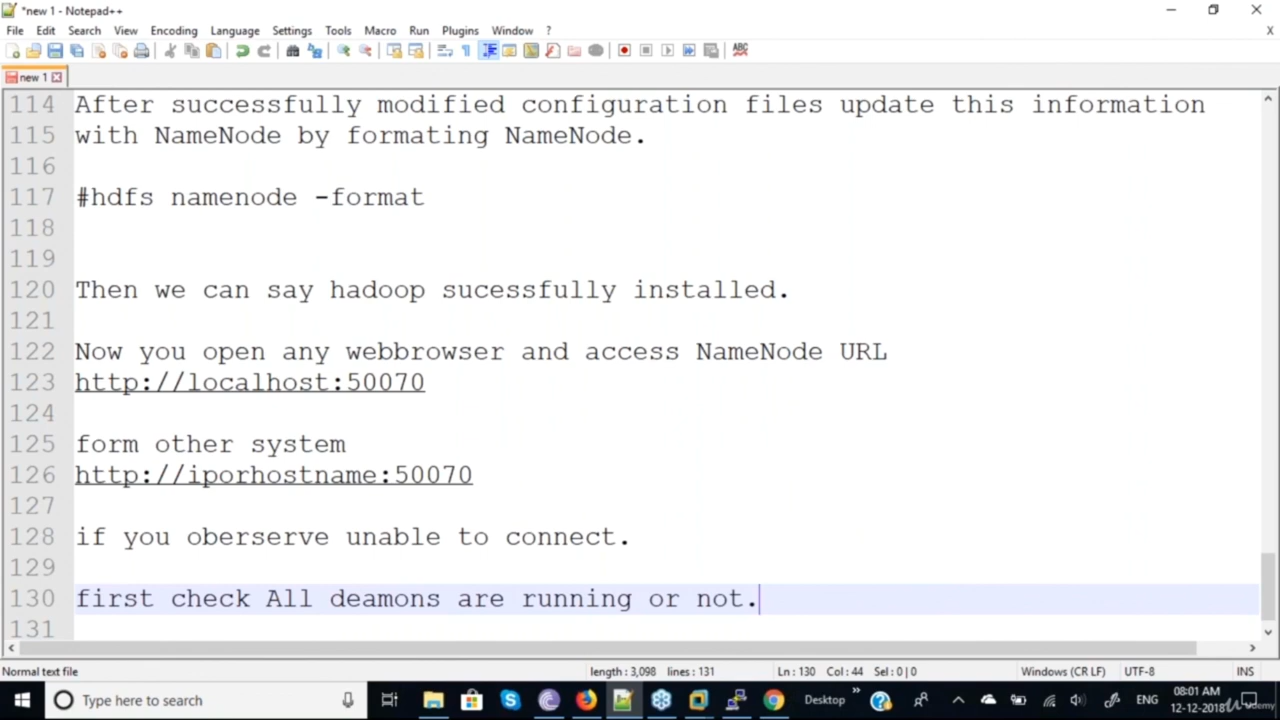 *new 1 - Notepad++
File Edit Search View Encoding Language Settings Tools Macro Run Plugins Window ? X
new 1
114 After successfully modified configuration files update this information
115 with NameNode by formating NameNode.
116
117 #hdfs namenode -format
118
119
120 Then we can say hadoop sucessfully installed.
121
122 Now you open any webbrowser and access NameNode URL
123 http://localhost:50070
124
125 form other system
126 http://iporhostname:50070
127
128 if you oberserve unable to connect.
129
130 first check All deamons are running or not.
131
Normal text file length : 3,098 lines : 131 Ln : 130 Col : 44 Sel : 0 | 0 Windows (CR LF) UTF-8 INS
Type here to search Desktop ENG 08:01 AM
12-12-2018
Udemy